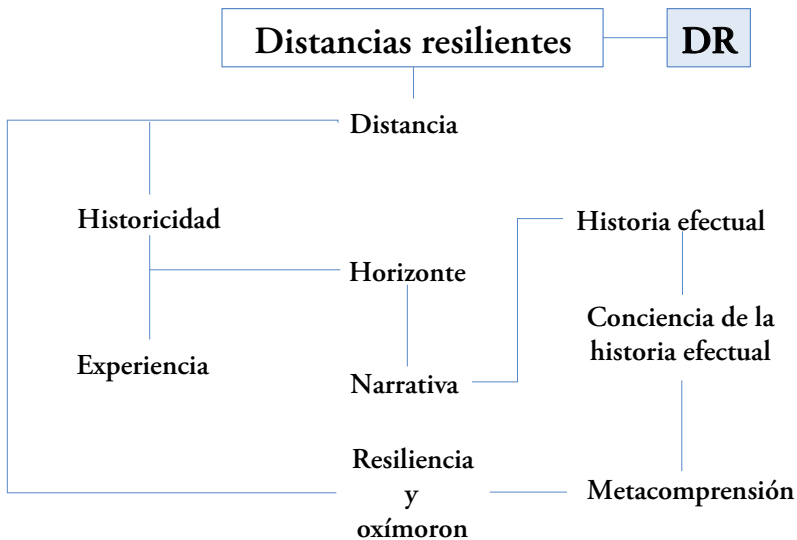 Distancias resilientes
DR
Distancia
Historicidad
Historia efectual
Horizonte
Conciencia de la
historia efectual
Experiencia
Narrativa
Resiliencia
y
oxímoron
Metacomprensión